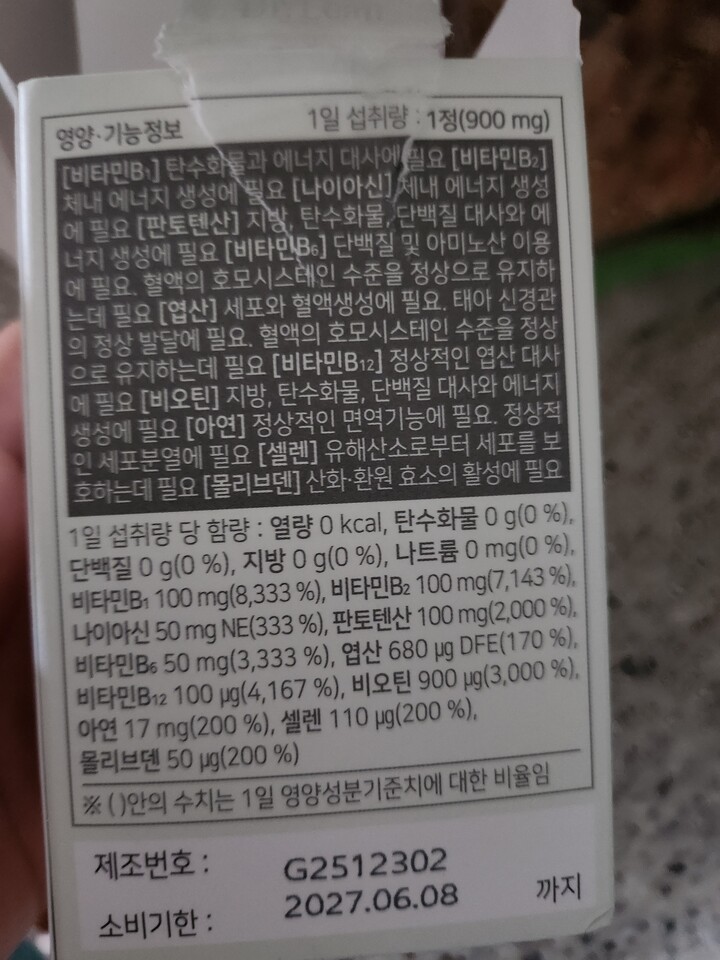 영양·기능정보
1일 섭취량 : 1정(900 mg)
[비타민B₁] 탄수화물과 에너지 대사에 필요 [비타민B₂]
체내 에너지 생성에 필요 [나이아신] 체내 에너지 생성
에 필요 [판토텐산] 지방, 탄수화물, 단백질 대사와 에
너지 생성에 필요 [비타민B₆] 단백질 및 아미노산 이용
에 필요. 혈액의 호모시스테인 수준을 정상으로 유지하
는데 필요 [엽산] 세포와 혈액생성에 필요. 태아 신경관
의 정상 발달에 필요. 혈액의 호모시스테인 수준을 정상
으로 유지하는데 필요 [비타민B₁₂] 정상적인 엽산 대사
에 필요 [비오틴] 지방, 탄수화물, 단백질 대사와 에너지
생성에 필요 [아연] 정상적인 면역기능에 필요. 정상적
인 세포분열에 필요 [셀렌] 유해산소로부터 세포를 보
호하는데 필요 [몰리브덴] 산화·환원 효소의 활성에 필요
1일 섭취량 당 함량 : 열량 0 kcal, 탄수화물 0 g(0 %),
단백질 0 g(0 %), 지방 0 g(0 %), 나트륨 0 mg(0 %),
비타민B₁ 100 mg(8,333 %), 비타민B₂ 100 mg(7,143 %),
나이아신 50 mg NE(333 %), 판토텐산 100 mg(2,000 %),
비타민B₆ 50 mg(3,333 %), 엽산 680 μg DFE(170 %),
비타민B₁₂ 100 μg(4,167 %), 비오틴 900 μg(3,000 %),
아연 17 mg(200 %), 셀렌 110 μg(200 %),
몰리브덴 50 μg(200 %)
※ ( )안의 수치는 1일 영양성분기준치에 대한 비율임
제조번호 : G2512302
소비기한 : 2027.06.08 까지